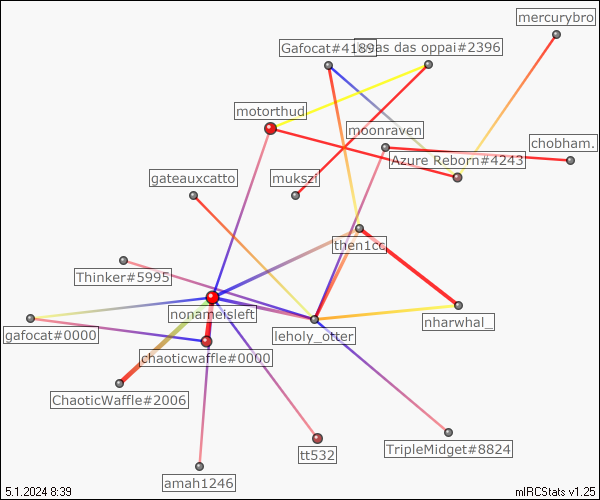 mercurybro
Gafocat#4189
das oppai#2396
motorthud
moonraven
chobham.
Azure Reborn#4243
gateauxcatto
mukszi
then1cc
Thinker#5995
nonameisleft
nharwhal_
gafocat#0000
leholy_otter
chaoticwaffle#0000
ChaoticWaffle#2006
TripleMidget#8824
tt532
amah1246
5.1.2024 8:39
mIRCStats v1.25